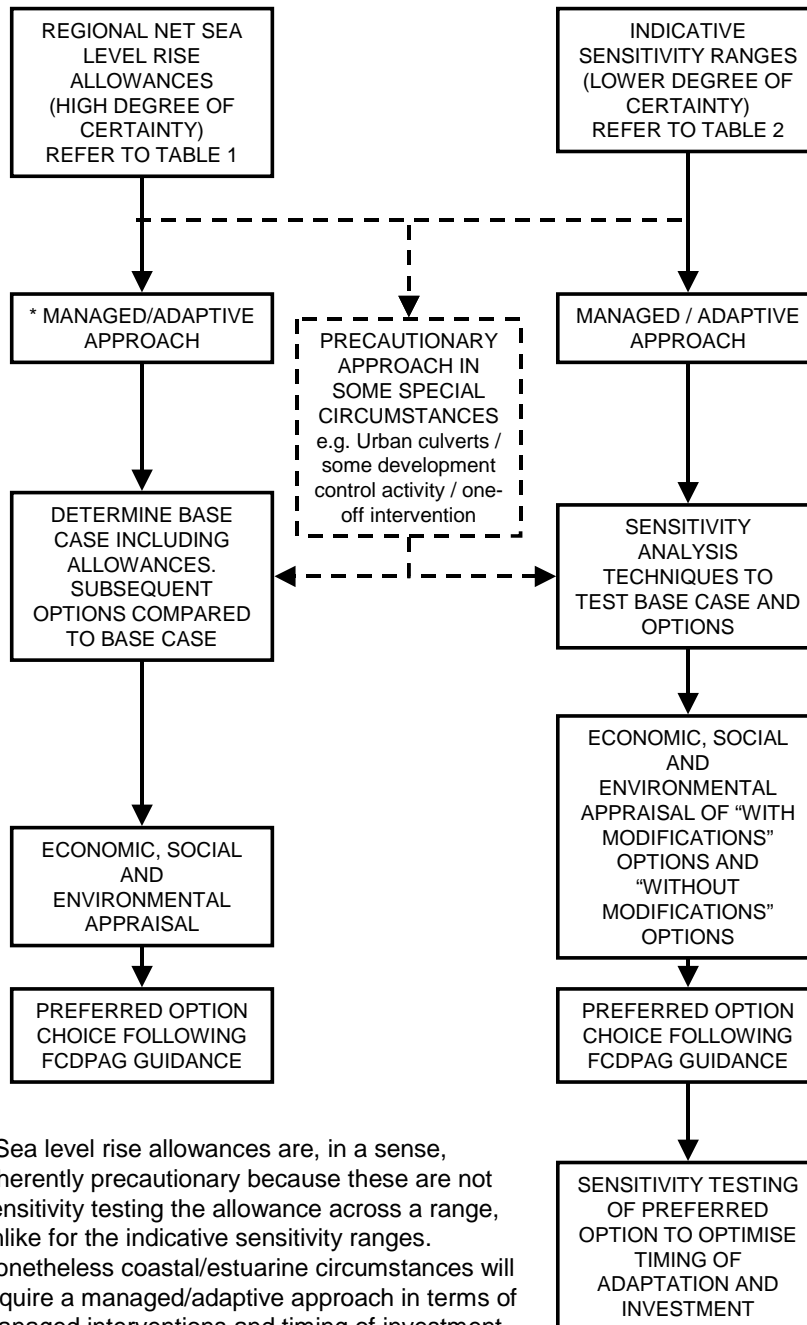 REGIONAL NET SEA
LEVEL RISE
ALLOWANCES
(HIGH DEGREE OF
CERTAINTY)
REFER TO TABLE 1
INDICATIVE
SENSITIVITY RANGES
(LOWER DEGREE OF
CERTAINTY)
REFER TO TABLE 2
* MANAGED/ADAPTIVE
APPROACH
PRECAUTIONARY
APPROACH IN
SOME SPECIAL
CIRCUMSTANCES
e.g. Urban culverts /
some development
control activity / one-
off intervention
MANAGED / ADAPTIVE
APPROACH
DETERMINE BASE
CASE INCLUDING
ALLOWANCES.
SUBSEQUENT
OPTIONS COMPARED
TO BASE CASE
SENSITIVITY
ANALYSIS
TECHNIQUES TO
TEST BASE CASE AND
OPTIONS
ECONOMIC, SOCIAL
AND
ENVIRONMENTAL
APPRAISAL
ECONOMIC, SOCIAL
AND
ENVIRONMENTAL
APPRAISAL OF “WITH
MODIFICATIONS”
OPTIONS AND
“WITHOUT
MODIFICATIONS”
OPTIONS
PREFERRED OPTION
CHOICE FOLLOWING
FCDPAG GUIDANCE
PREFERRED OPTION
CHOICE FOLLOWING
FCDPAG GUIDANCE
Sea level rise allowances are, in a sense,
herently precautionary because these are not
ensitivity testing the allowance across a range,
nlike for the indicative sensitivity ranges.
onetheless coastal/estuarine circumstances will
quire a managed/adaptive approach in terms of
anaged interventions and timing of investment
SENSITIVITY TESTING
OF PREFERRED
OPTION TO OPTIMISE
TIMING OF
ADAPTATION AND
INVESTMENT